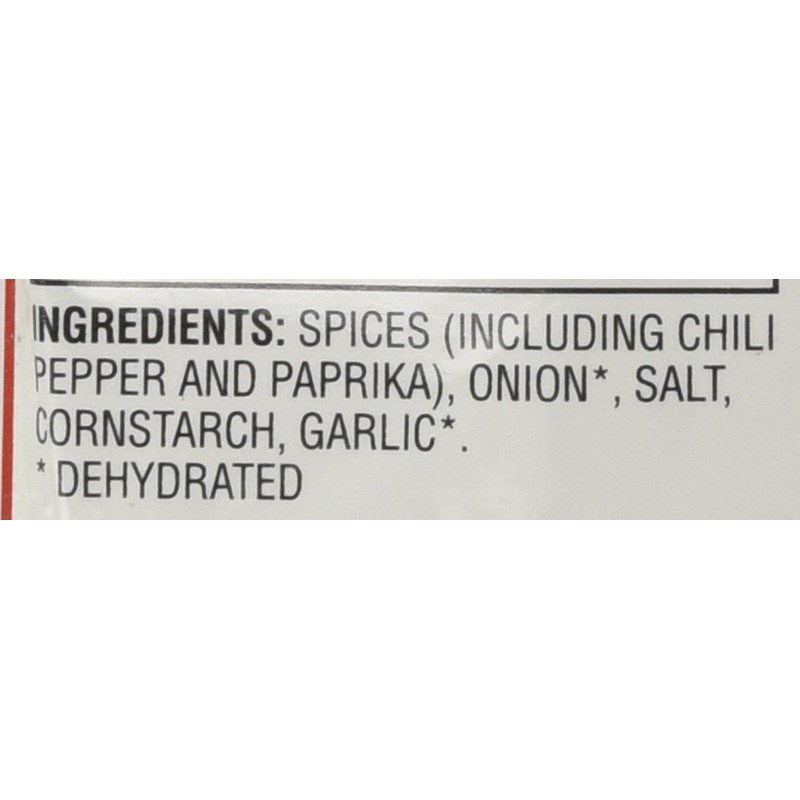 INGREDIENTS: SPICES (INCLUDING CHILI
PEPPER AND PAPRIKA), ONION*, SALT,
CORNSTARCH, GARLIC*.
* DEHYDRATED